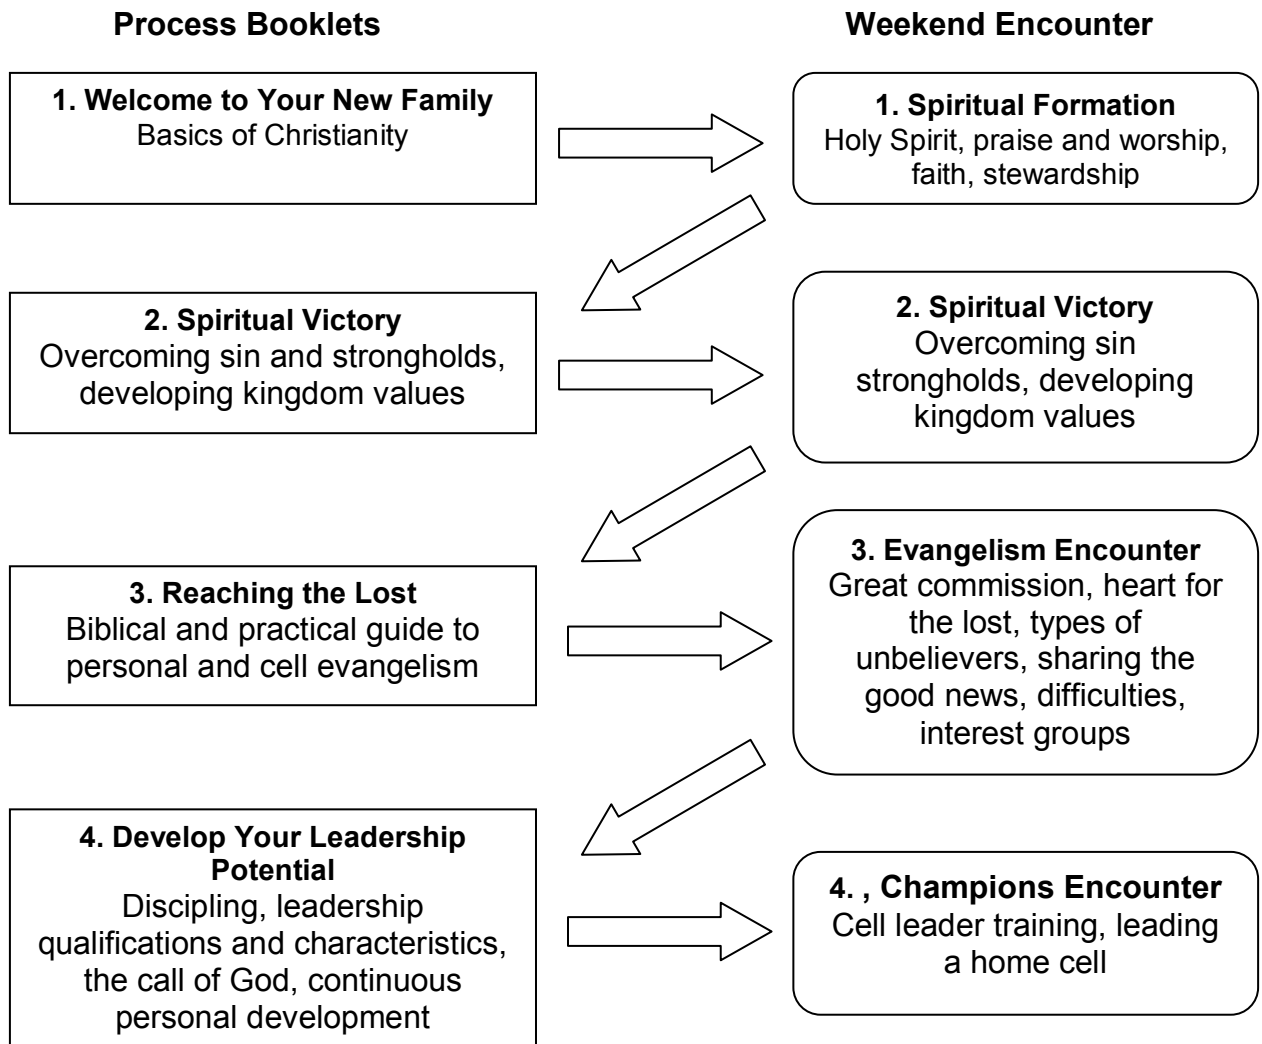 Process Booklets
Weekend Encounter
1. Welcome to Your New Family
Basics of Christianity
1. Spiritual Formation
Holy Spirit, praise and worship,
faith, stewardship
2. Spiritual Victory
Overcoming sin and strongholds,
developing kingdom values
2. Spiritual Victory
Overcoming sin
strongholds, developing
kingdom values
3. Reaching the Lost
Biblical and practical guide to
personal and cell evangelism
3. Evangelism Encounter
Great commission, heart for
the lost, types of
unbelievers, sharing the
good news, difficulties,
interest groups
4. Develop Your Leadership
Potential
Discipling, leadership
qualifications and characteristics,
the call of God, continuous
personal development
4. , Champions Encounter
Cell leader training, leading
a home cell